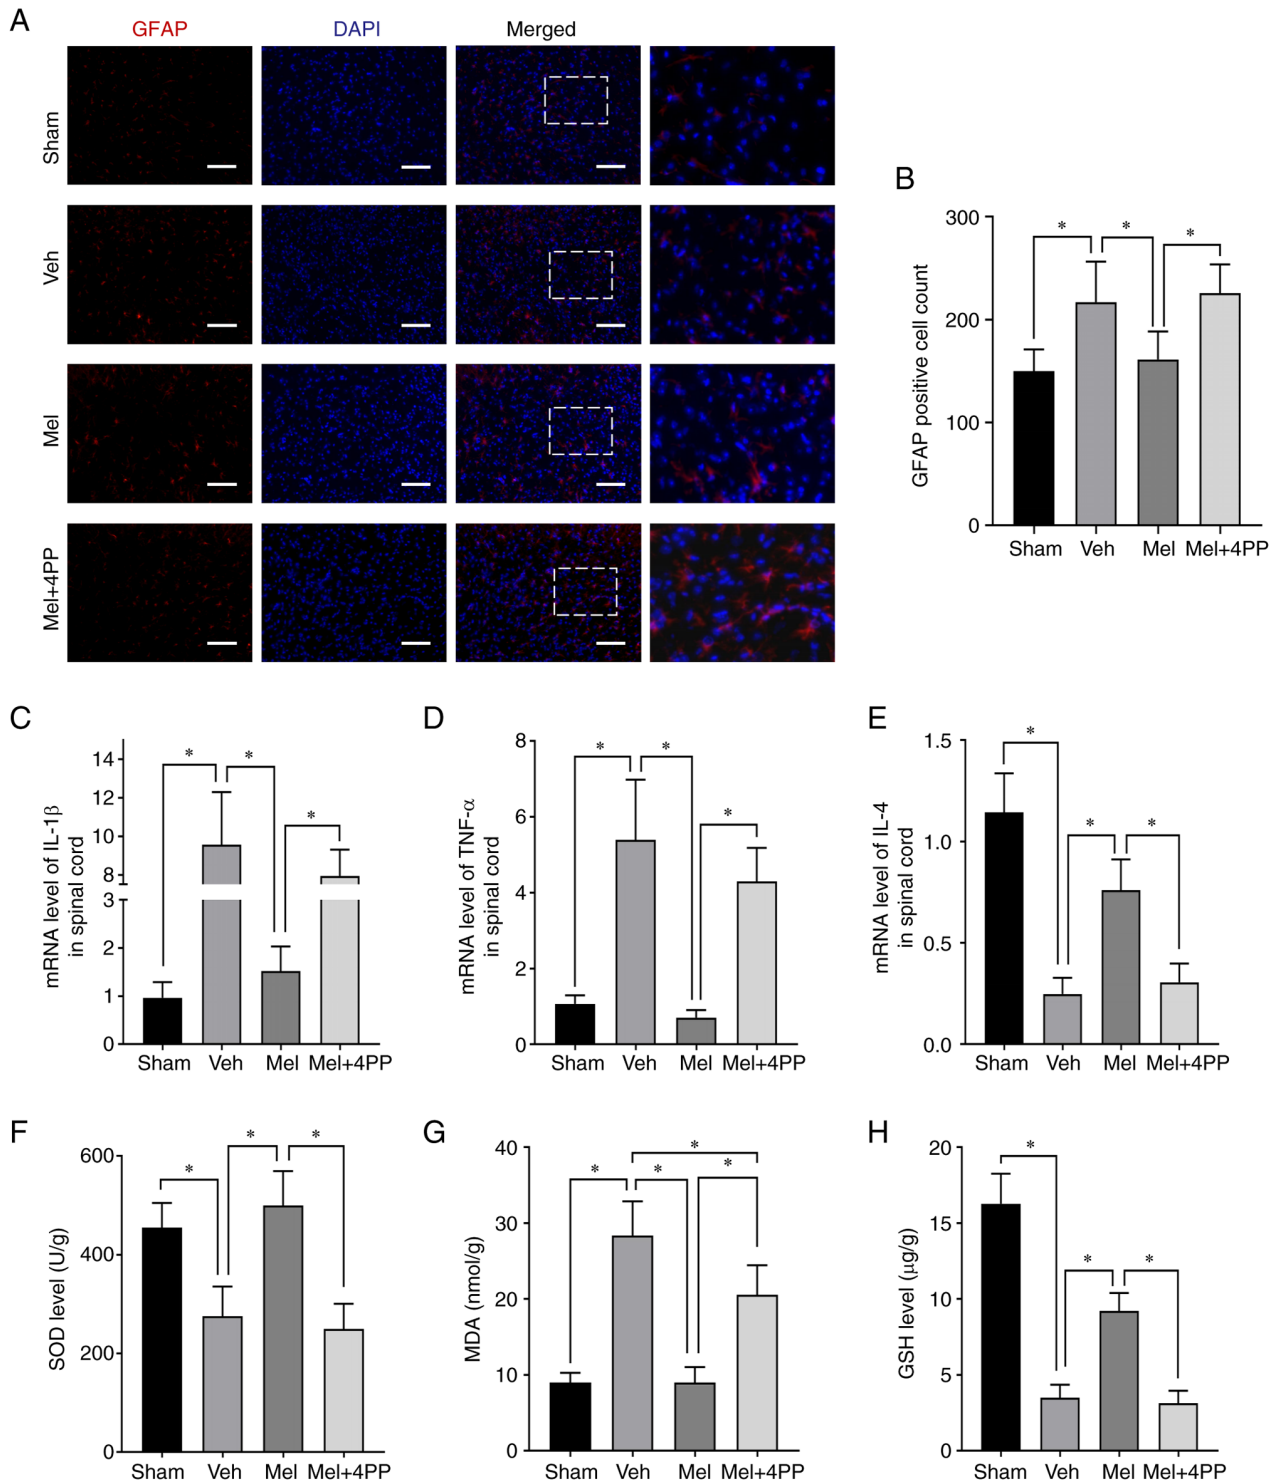 A
GFAP DAPI Merged
Sham
Veh
Mel
Mel+4PP
B
GFAP positive cell count
300
200
100
0
* * *
Sham Veh Mel Mel+4PP
C
mRNA level of IL-1β
in spinal cord
14
12
10
8
3
2
1
0
* * *
Sham Veh Mel Mel+4PP
D
mRNA level of TNF-α
in spinal cord
8
6
4
2
0
* * *
Sham Veh Mel Mel+4PP
E
mRNA level of IL-4
in spinal cord
1.5
1.0
0.5
0.0
* * *
Sham Veh Mel Mel+4PP
F
SOD level (U/g)
600
400
200
0
* * *
Sham Veh Mel Mel+4PP
G
MDA (nmol/g)
40
30
20
10
0
*
* * *
Sham Veh Mel Mel+4PP
H
GSH level (μg/g)
20
15
10
5
0
* * *
Sham Veh Mel Mel+4PP